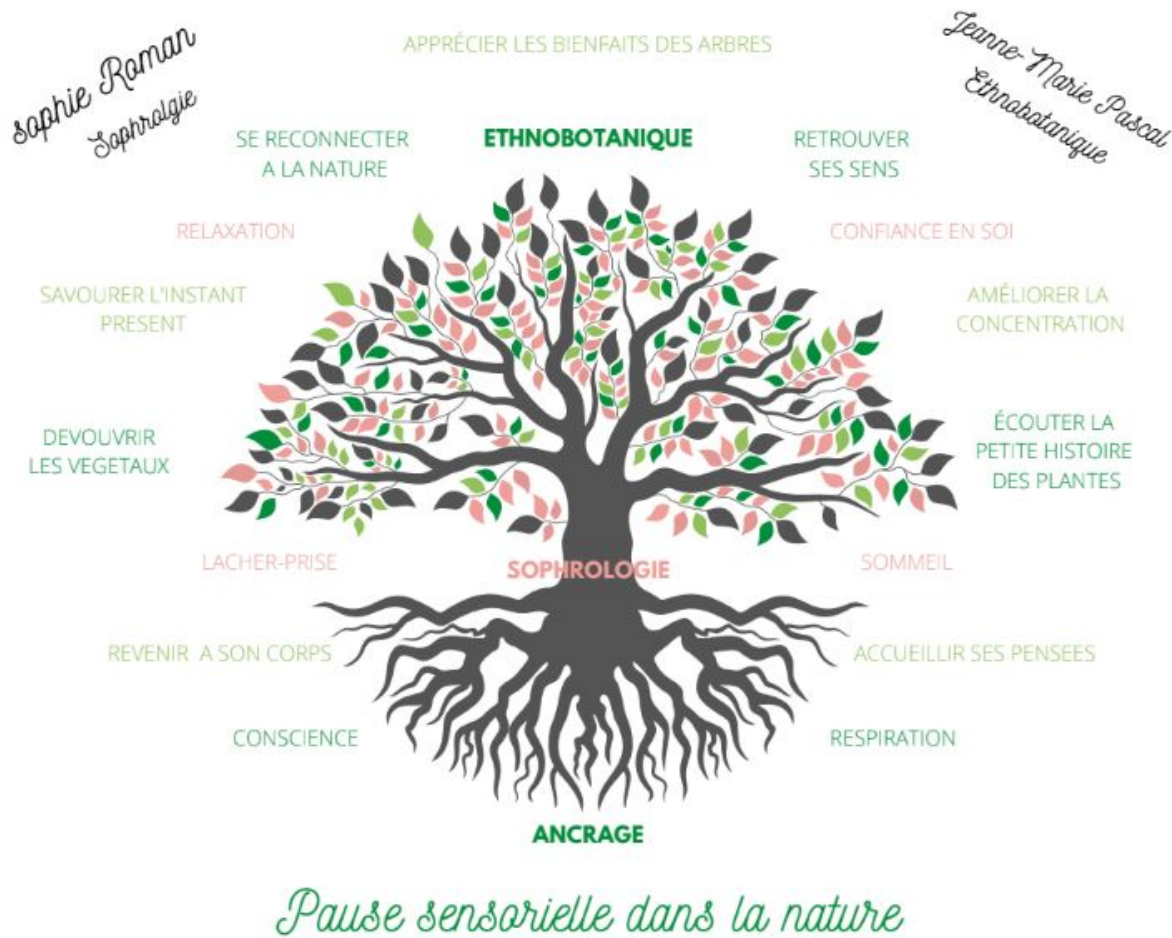 sophie Roman
Sophrolgie
APPRÉCIER LES BIENFAITS DES ARBRES
Jeanne-Marie Pascal
Ethnobotanique
SE RECONNECTER
A LA NATURE
ETHNOBOTANIQUE
RETROUVER
SES SENS
RELAXATION
CONFIANCE EN SOI
SAVOURER L'INSTANT
PRESENT
AMÉLIORER LA
CONCENTRATION
DEVOUVRIR
LES VEGETAUX
ÉCOUTER LA
PETITE HISTOIRE
DES PLANTES
LACHER-PRISE
SOPHROLOGIE
SOMMEIL
REVENIR A SON CORPS
ACCUEILLIR SES PENSEES
CONSCIENCE
RESPIRATION
ANCRAGE
Pause sensorielle dans la nature